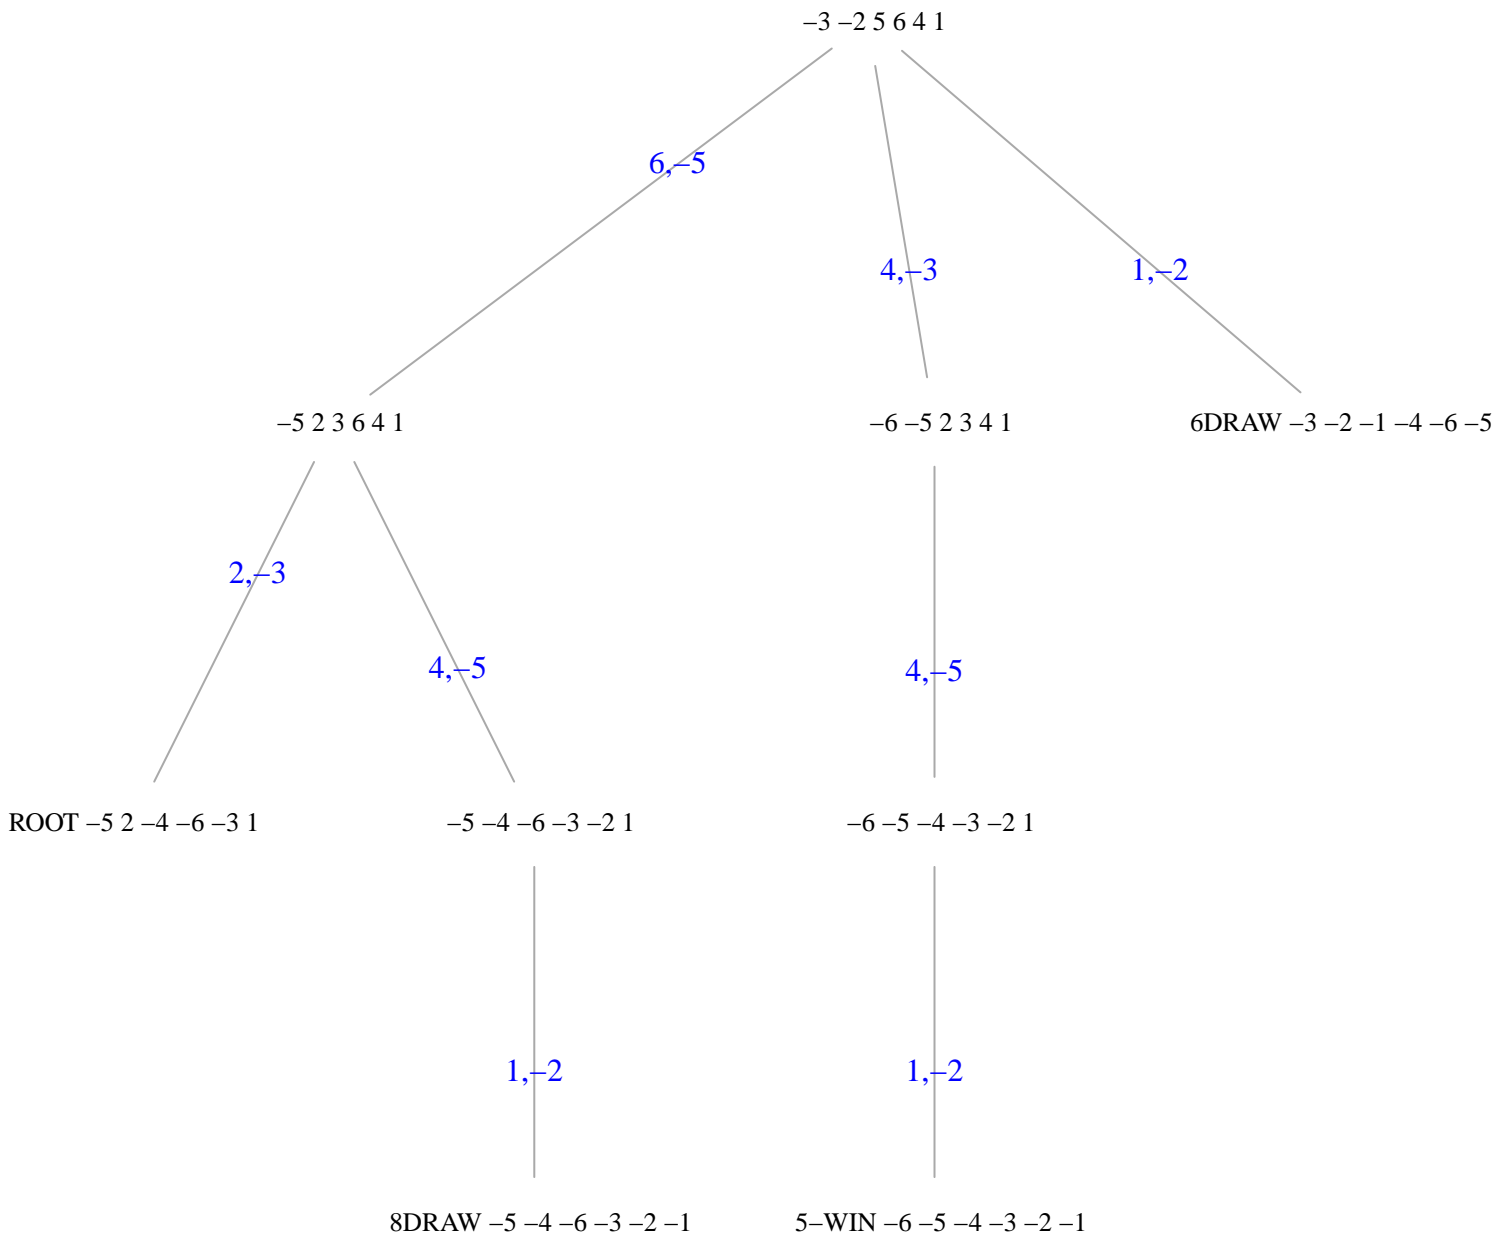 –3 –2 5 6 4 1
6,–5
4,–3
1,–2
–5 2 3 6 4 1
–6 –5 2 3 4 1
6DRAW –3 –2 –1 –4 –6 –5
2,–3
4,–5
4,–5
ROOT –5 2 –4 –6 –3 1
–5 –4 –6 –3 –2 1
–6 –5 –4 –3 –2 1
1,–2
1,–2
8DRAW –5 –4 –6 –3 –2 –1
5–WIN –6 –5 –4 –3 –2 –1